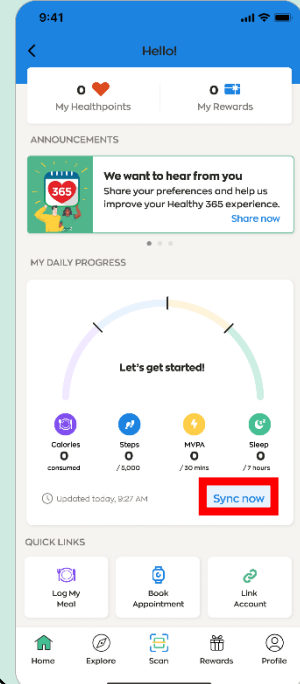 9:41
Hello!
0
My Healthpoints
0
My Rewards
ANNOUNCEMENTS
365
We want to hear from you
Share your preferences and help us
improve your Healthy 365 experience.
Share now
MY DAILY PROGRESS
Let's get started!
Calories
0
consumed
Steps
0
/ 5,000
MVPA
0
/ 30 mins
Sleep
0
/ 7 hours
Updated today, 9:27 AM
Sync now
QUICK LINKS
Log My
Meal
Book
Appointment
Link
Account
Home
Explore
Scan
Rewards
Profile